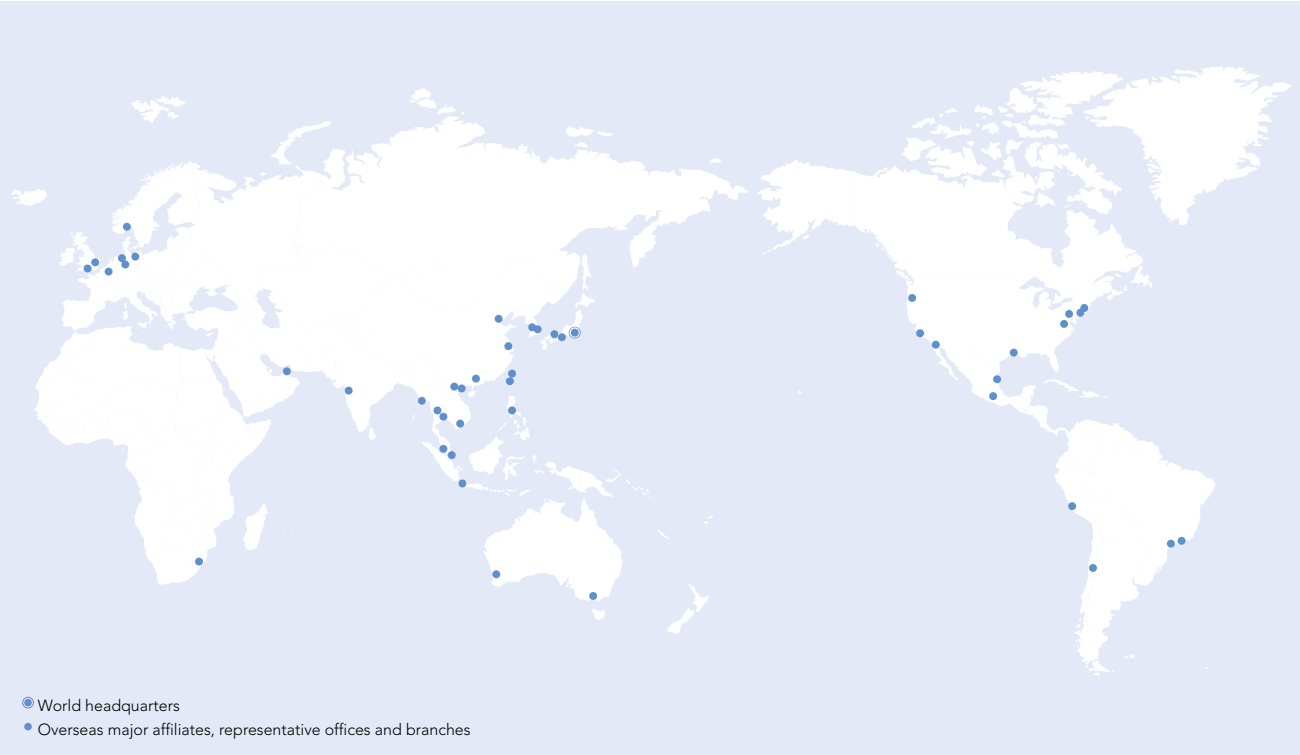 World headquarters
Overseas major affiliates, representative offices and branches